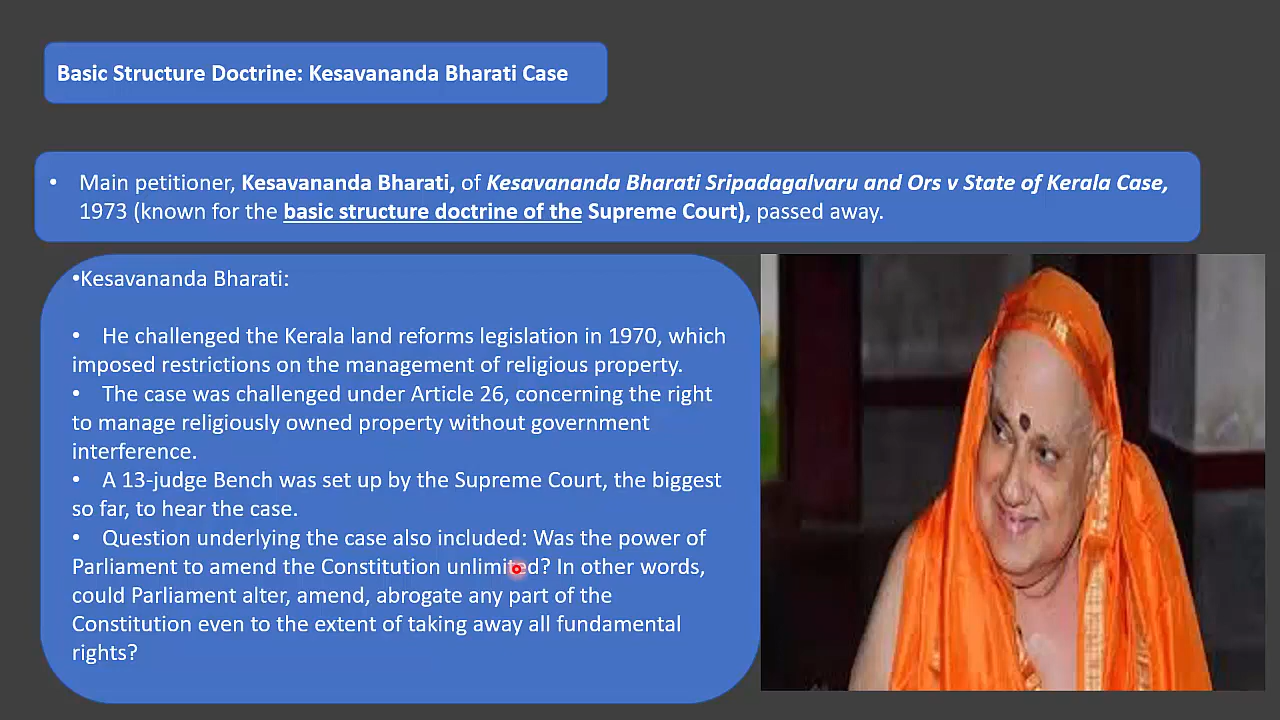 Basic Structure Doctrine: Kesavananda Bharati Case
• Main petitioner, Kesavananda Bharati, of Kesavananda Bharati Sripadagalvaru and Ors v State of Kerala Case,
1973 (known for the basic structure doctrine of the Supreme Court), passed away.
•Kesavananda Bharati:
• He challenged the Kerala land reforms legislation in 1970, which
imposed restrictions on the management of religious property.
• The case was challenged under Article 26, concerning the right
to manage religiously owned property without government
interference.
• A 13-judge Bench was set up by the Supreme Court, the biggest
so far, to hear the case.
• Question underlying the case also included: Was the power of
Parliament to amend the Constitution unlimited? In other words,
could Parliament alter, amend, abrogate any part of the
Constitution even to the extent of taking away all fundamental
rights?